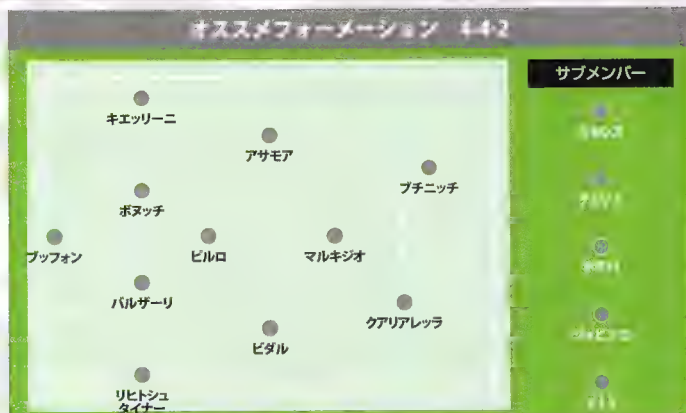 オススメフォーメーション 4-4-2
サブメンバー
キエッリーニ
アサモア
ブチニッチ
ボヌッチ
ブッフォン
ピルロ
マルキジオ
バルザーリ
クアリアレッラ
ビダル
リヒトシュ
タイナー